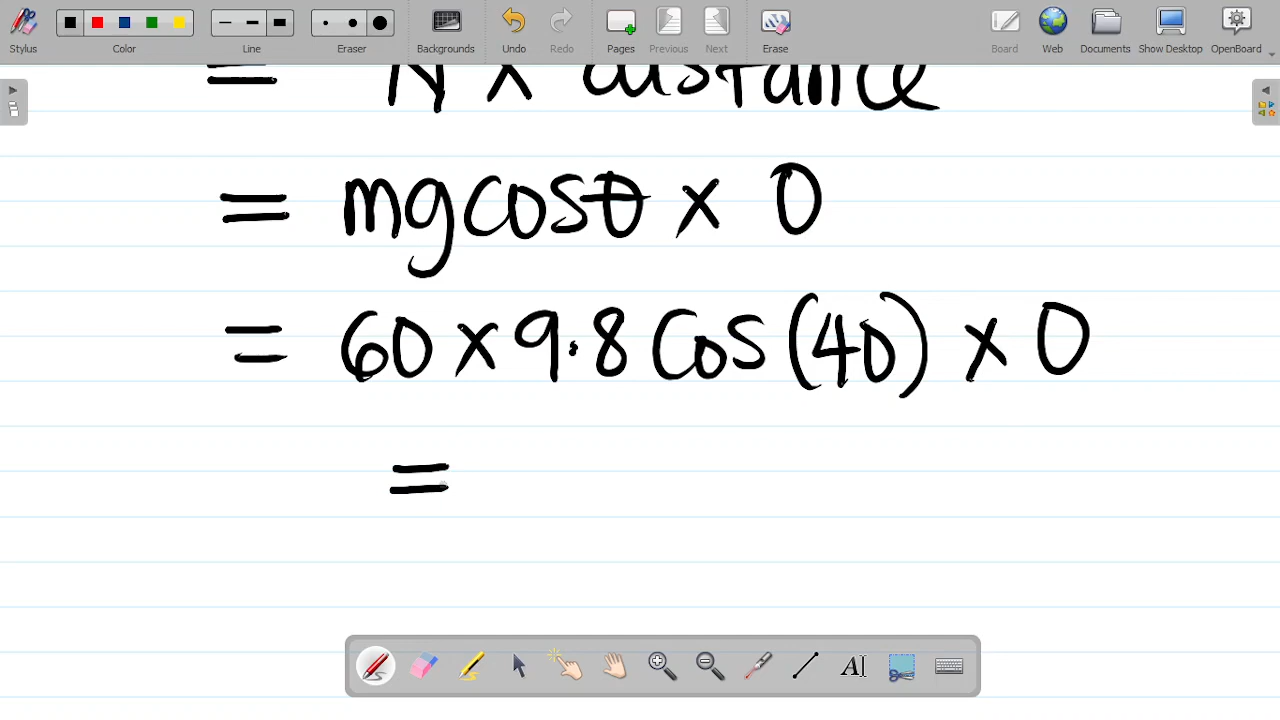 Stylus Color Line Eraser Backgrounds Undo Redo Pages Previous Next Erase Board Web Documents Show Desktop OpenBoard
= N x distance
= mgcosθ x 0
= 60 x 9.8 Cos (40) x 0
=
AI